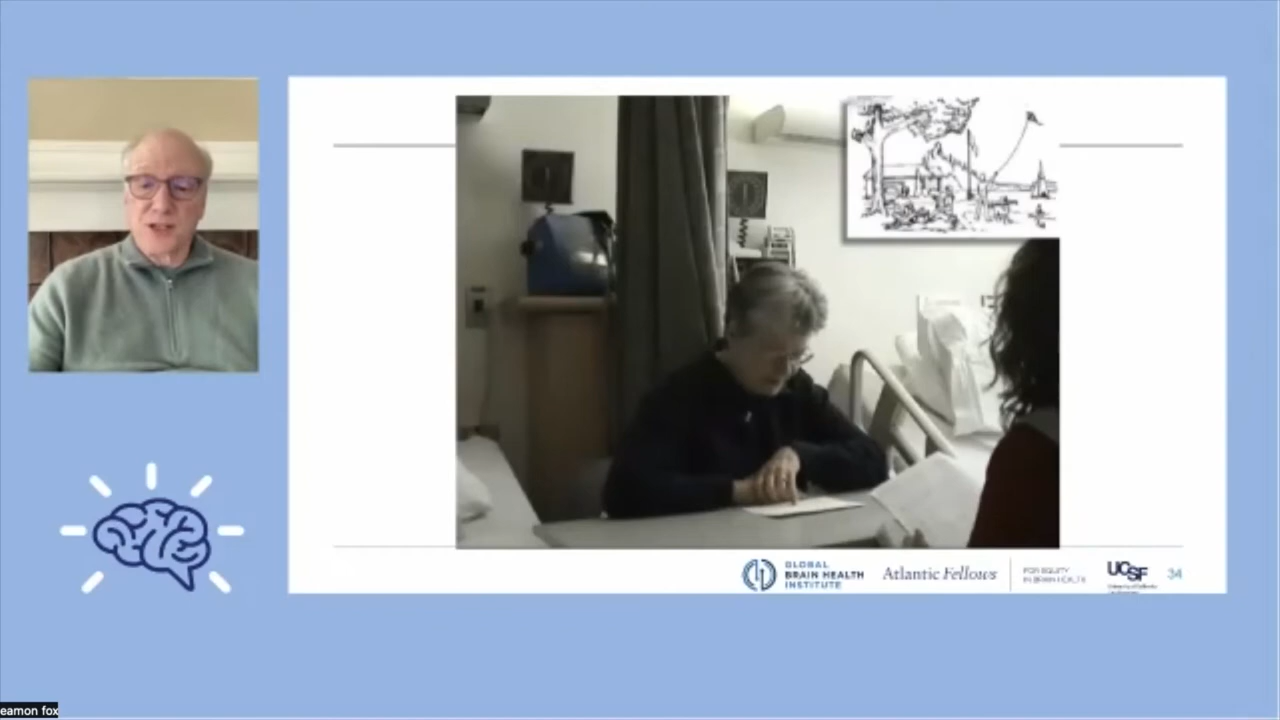 GLOBAL
BRAIN HEALTH
INSTITUTE
Atlantic Fellows
FOR EQUITY
IN BRAIN HEALTH
UCSF
34
eamon fox